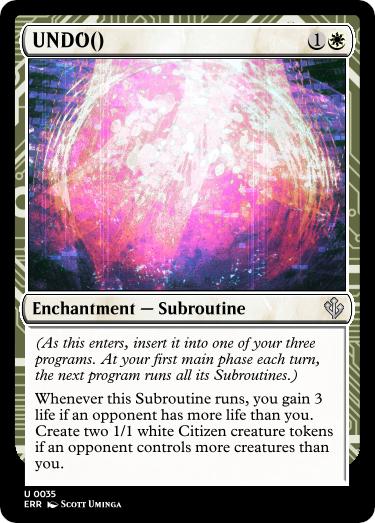 UNDO()
1
Enchantment — Subroutine
(As this enters, insert it into one of your three
programs. At your first main phase each turn,
the next program runs all its Subroutines.)
Whenever this Subroutine runs, you gain 3
life if an opponent has more life than you.
Create two 1/1 white Citizen creature tokens
if an opponent controls more creatures than
you.
U 0035
ERR Scott Uminga